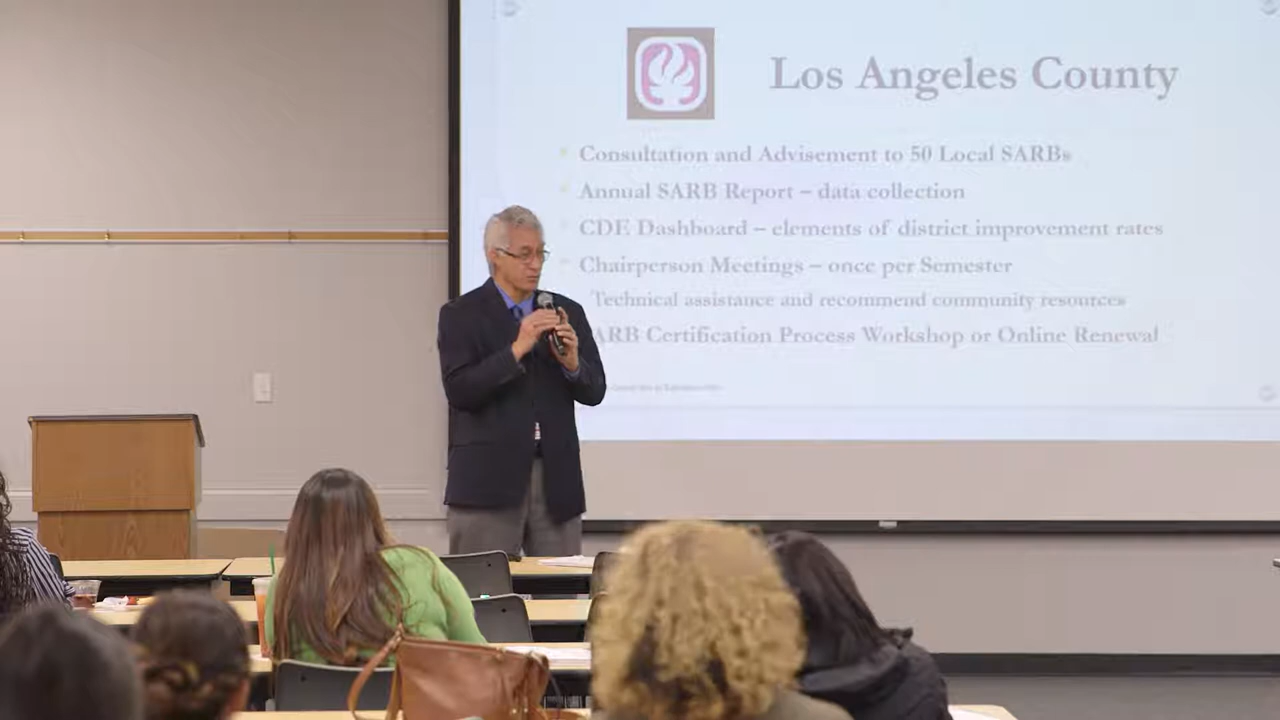 Los Angeles County
Consultation and Advisement to 50 Local SARBs
Annual SARB Report – data collection
CDE Dashboard – elements of district improvement rates
Chairperson Meetings – once per Semester
Technical assistance and recommend community resources
ARB Certification Process Workshop or Online Renewal